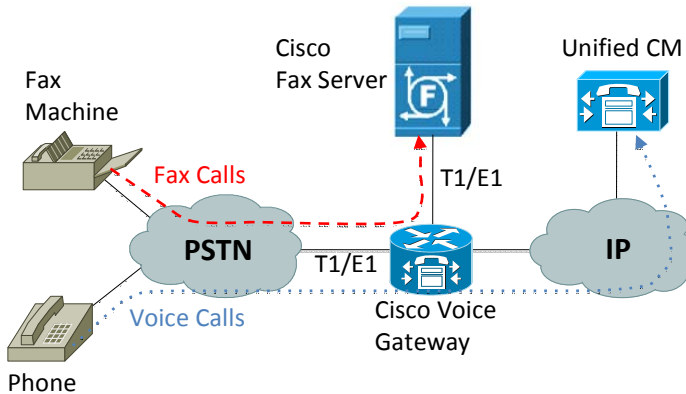 Cisco
Fax Server
Unified CM
Fax
Machine
F
Fax Calls
T1/E1
PSTN
T1/E1
IP
Voice Calls
Cisco Voice
Gateway
Phone